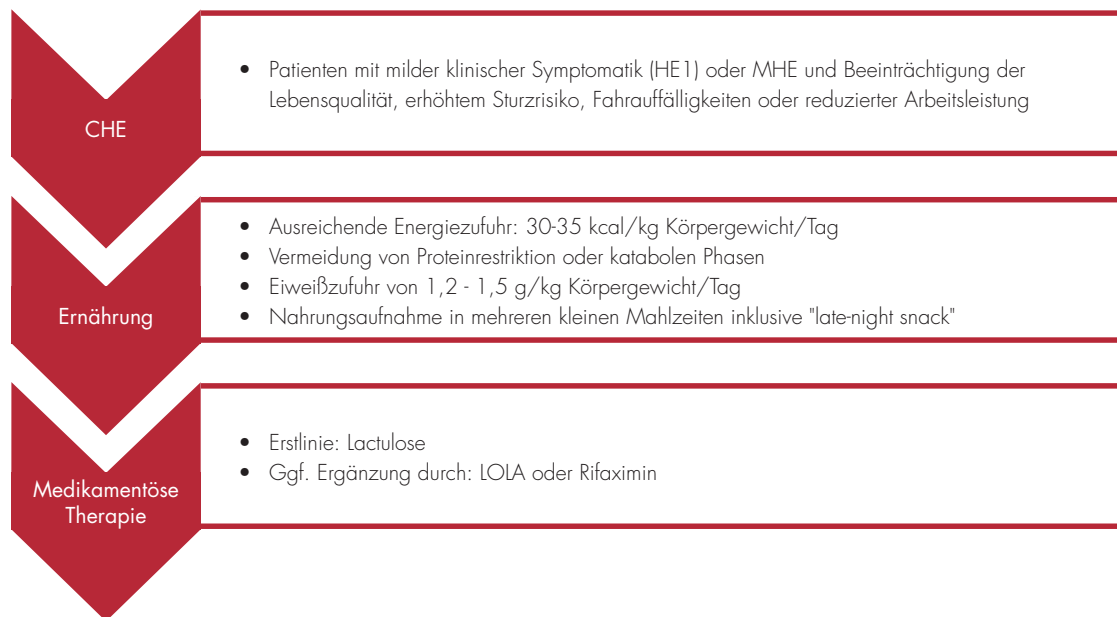 CHE
• Patienten mit milder klinischer Symptomatik (HE1) oder MHE und Beeinträchtigung der
Lebensqualität, erhöhtem Sturzrisiko, Fahrauffälligkeiten oder reduzierter Arbeitsleistung
Ernährung
• Ausreichende Energiezufuhr: 30-35 kcal/kg Körpergewicht/Tag
• Vermeidung von Proteinrestriktion oder katabolen Phasen
• Eiweißzufuhr von 1,2 - 1,5 g/kg Körpergewicht/Tag
• Nahrungsaufnahme in mehreren kleinen Mahlzeiten inklusive "late-night snack"
Medikamentöse
Therapie
• Erstlinie: Lactulose
• Ggf. Ergänzung durch: LOLA oder Rifaximin